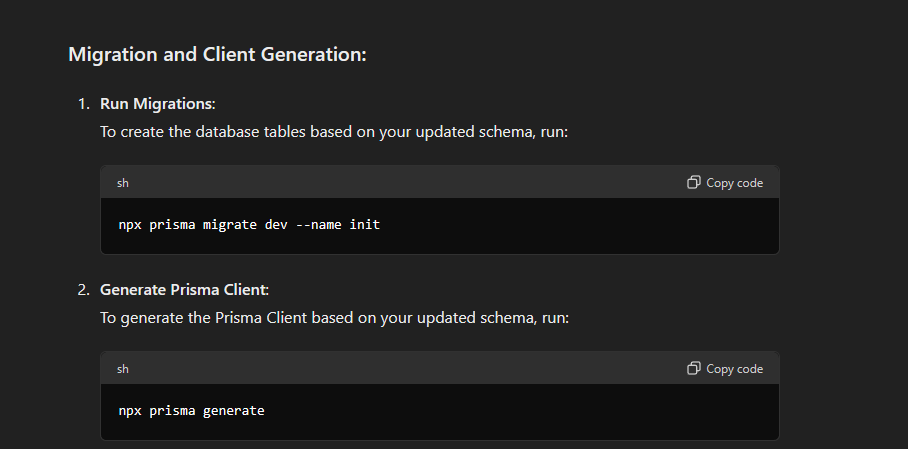 Migration and Client Generation:
1. Run Migrations:
To create the database tables based on your updated schema, run:
sh
Copy code
npx prisma migrate dev --name init
2. Generate Prisma Client:
To generate the Prisma Client based on your updated schema, run:
sh
Copy code
npx prisma generate